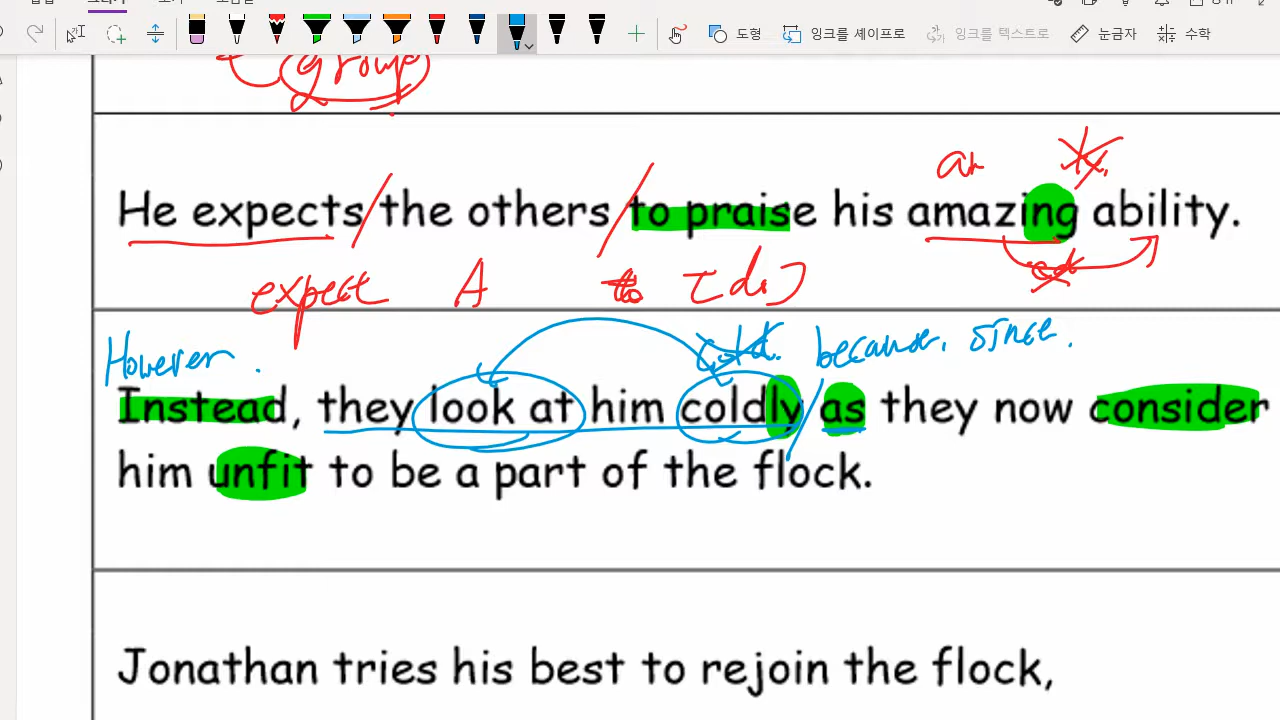 도형 잉크를 셰이프로 잉크를 텍스트로 눈금자 수학
group
He expects the others to praise his amazing ability.
expect A to [do]
However.
because, since.
Instead, they look at him coldly as they now consider
him unfit to be a part of the flock.
Jonathan tries his best to rejoin the flock,